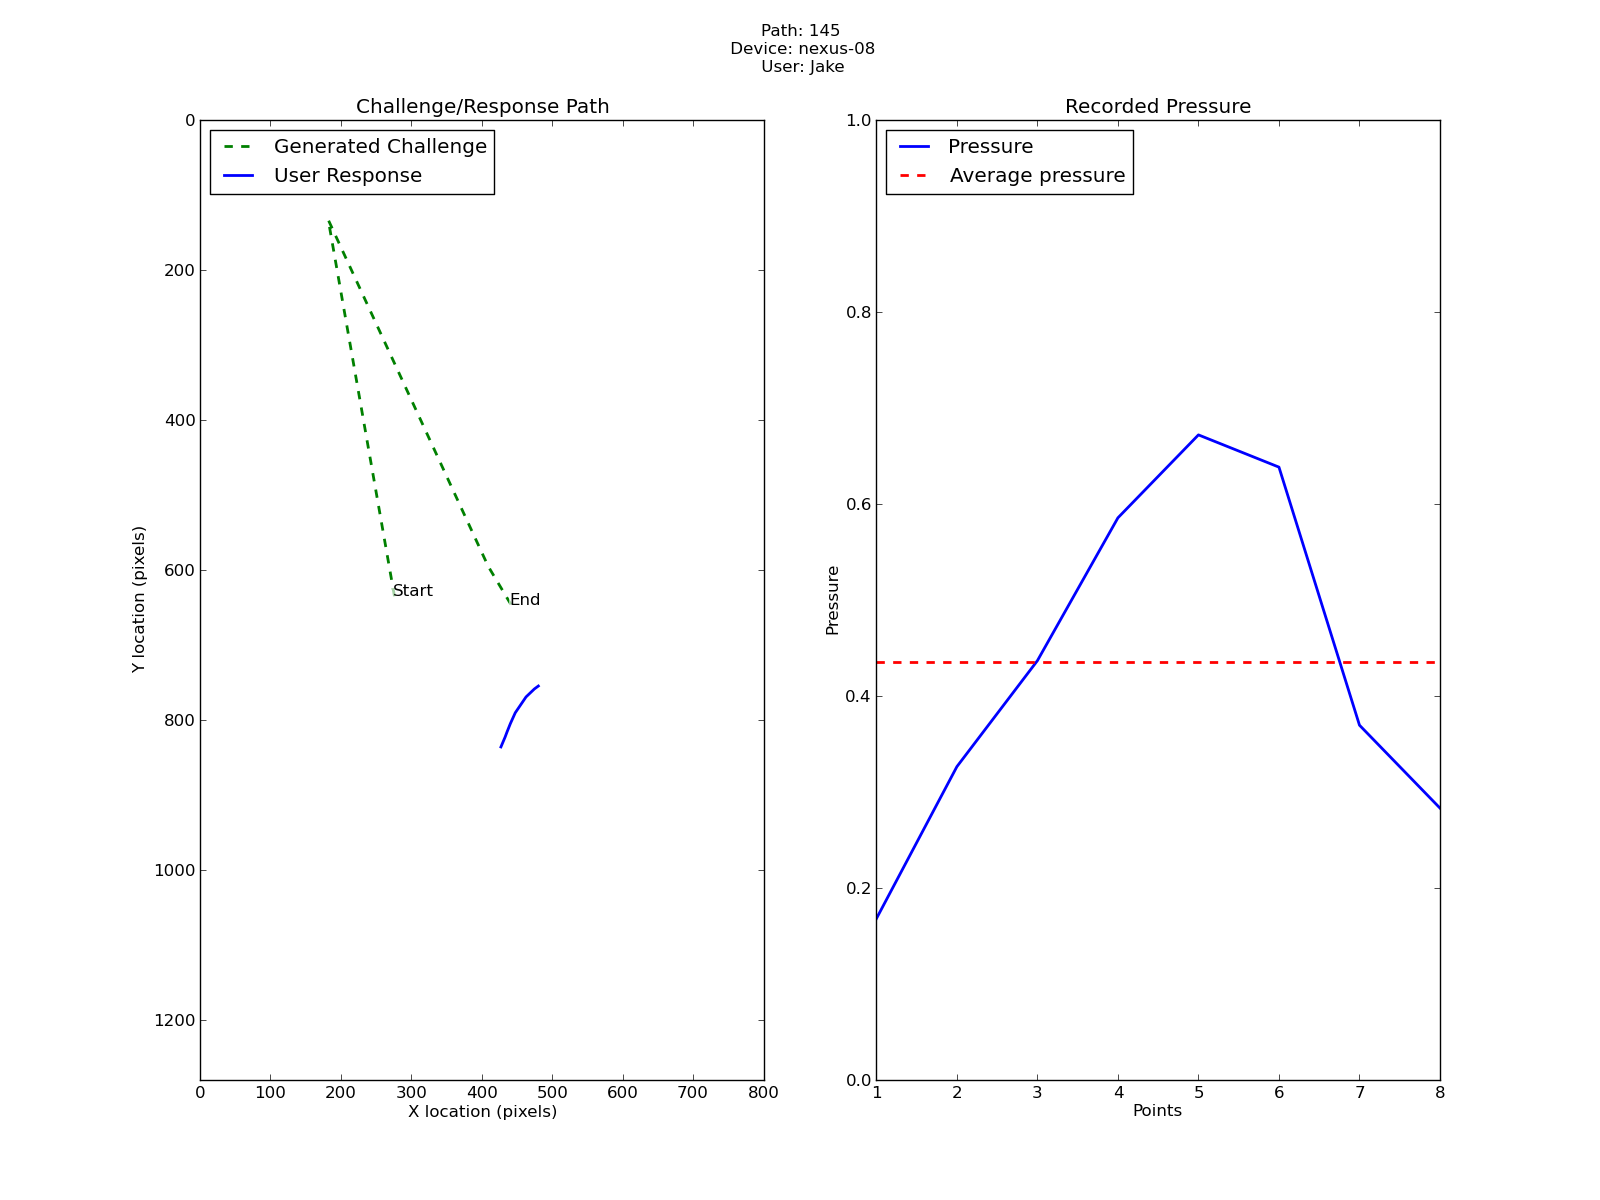 Path: 145
Device: nexus-08
User: Jake
Challenge/Response Path
Generated Challenge
User Response
Start
End
0
200
400
600
800
1000
1200
Y location (pixels)
0 100 200 300 400 500 600 700 800
X location (pixels)
Recorded Pressure
Pressure
Average pressure
1.0
0.8
0.6
0.4
0.2
0.0
Pressure
1 2 3 4 5 6 7 8
Points